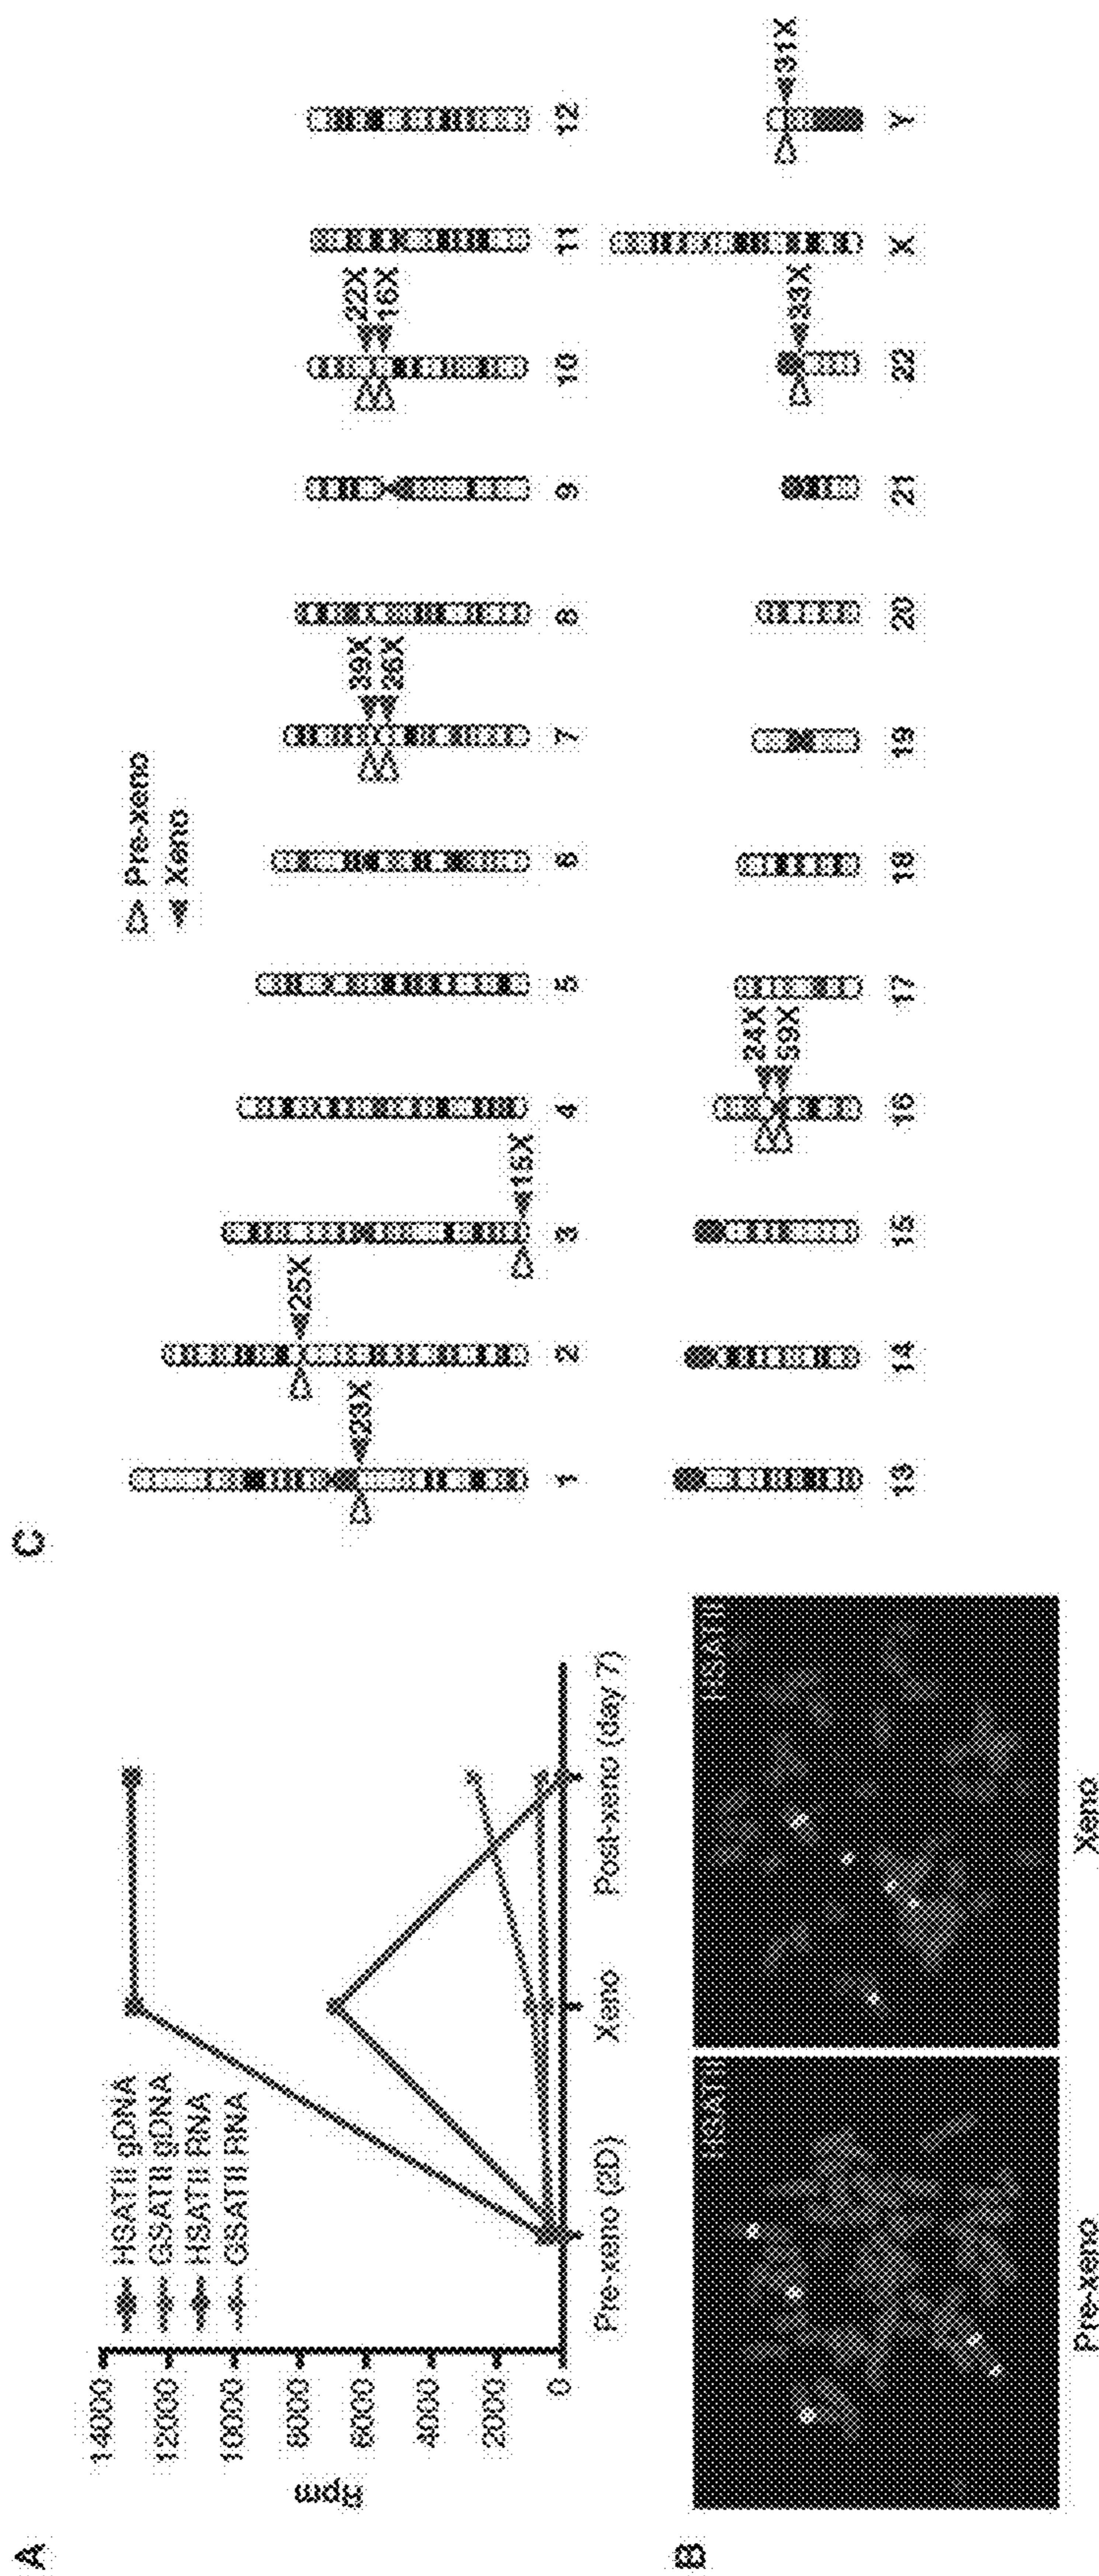 A
Rpm
14000
12000
10000
8000
6000
4000
2000
0
HSATII gDNA
GSATII gDNA
HSATII RNA
GSATII RNA
Pre-xeno (2D)
Xeno
Post-xeno (day 7)
B
HSATII
HSATII
Pre-xeno
Xeno
C
Pre-xeno
Xeno
23X
25X
18X
39X
26X
22X
16X
1
2
3
4
5
6
7
8
9
10
11
12
24X
59X
33X
31X
13
14
15
16
17
18
19
20
21
22
X
Y